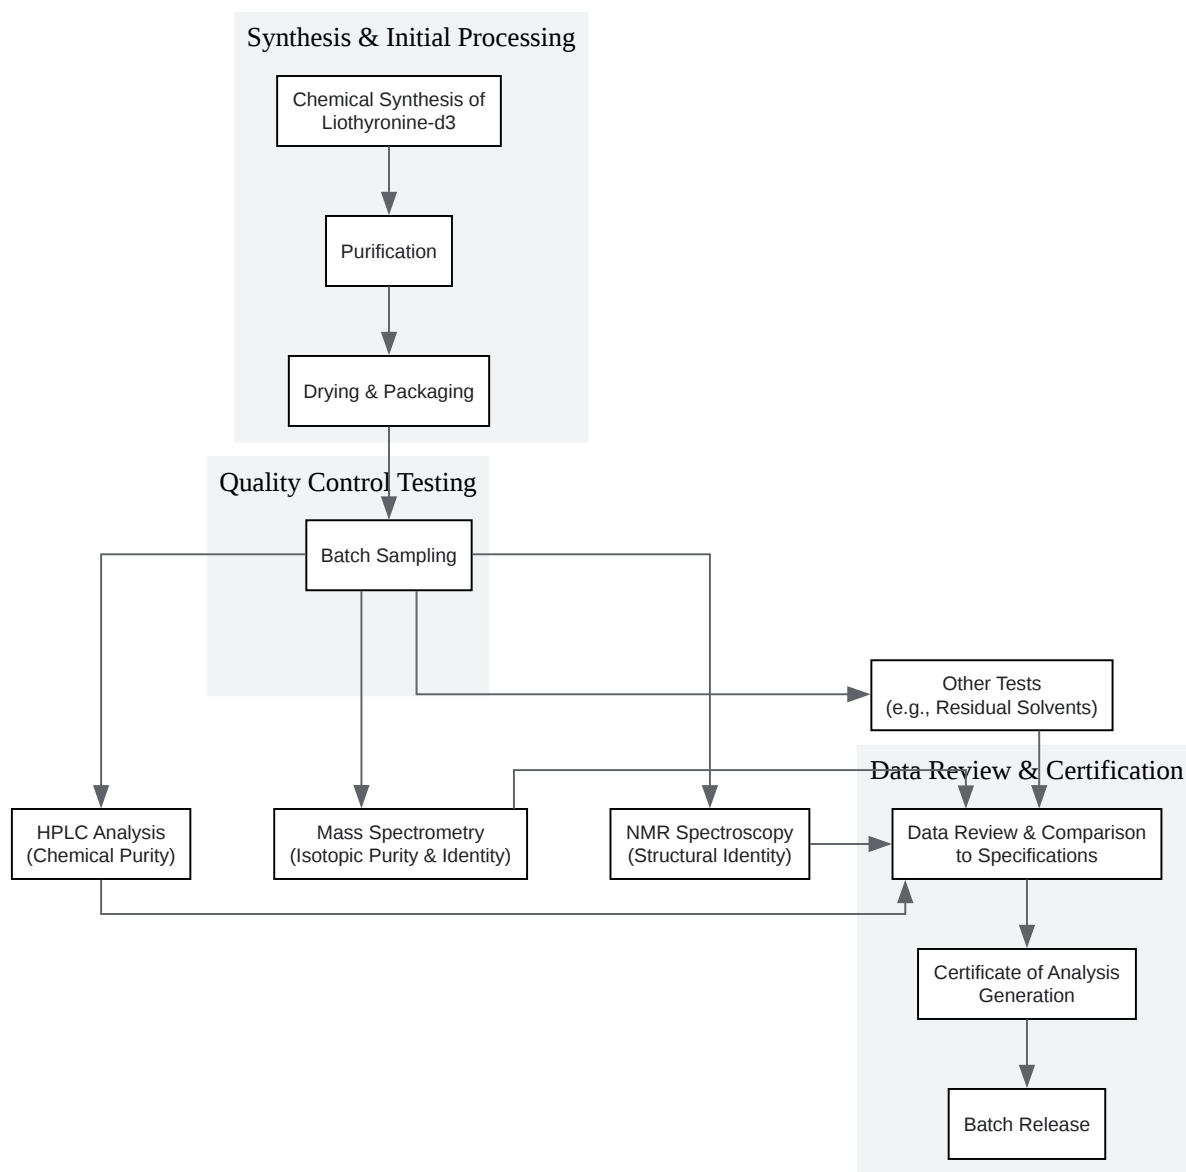 Synthesis & Initial Processing
Chemical Synthesis of
Liothyronine-d3
Purification
Drying & Packaging
Quality Control Testing
Batch Sampling
Other Tests
(e.g., Residual Solvents)
Data Review & Certification
HPLC Analysis
(Chemical Purity)
Mass Spectrometry
(Isotopic Purity & Identity)
NMR Spectroscopy
(Structural Identity)
Data Review & Comparison
to Specifications
Certificate of Analysis
Generation
Batch Release